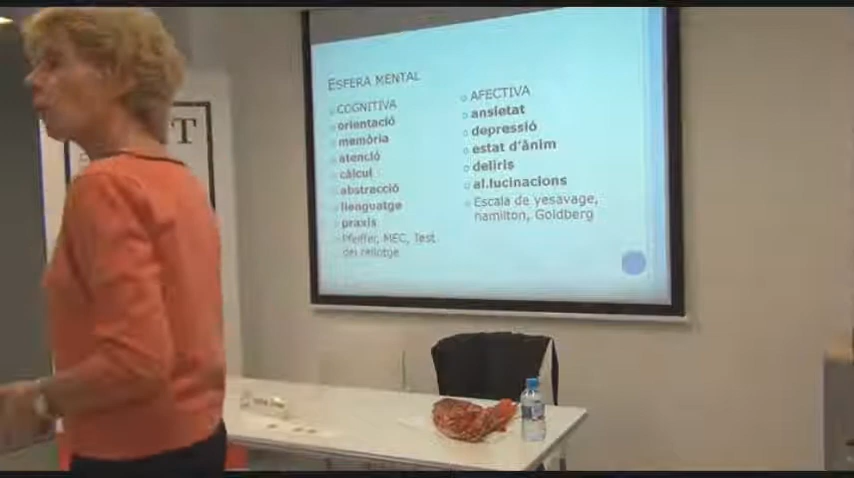 ESFERA MENTAL
COGNITIVA
orientació
memòria
atenció
càlcul
abstracció
llenguatge
praxis
Pfeiffer, MEC, Test
del rellotge
AFECTIVA
ansietat
depressió
estat d'ànim
deliris
al.lucinacions
Escala de yesavage,
hamilton, Goldberg
T